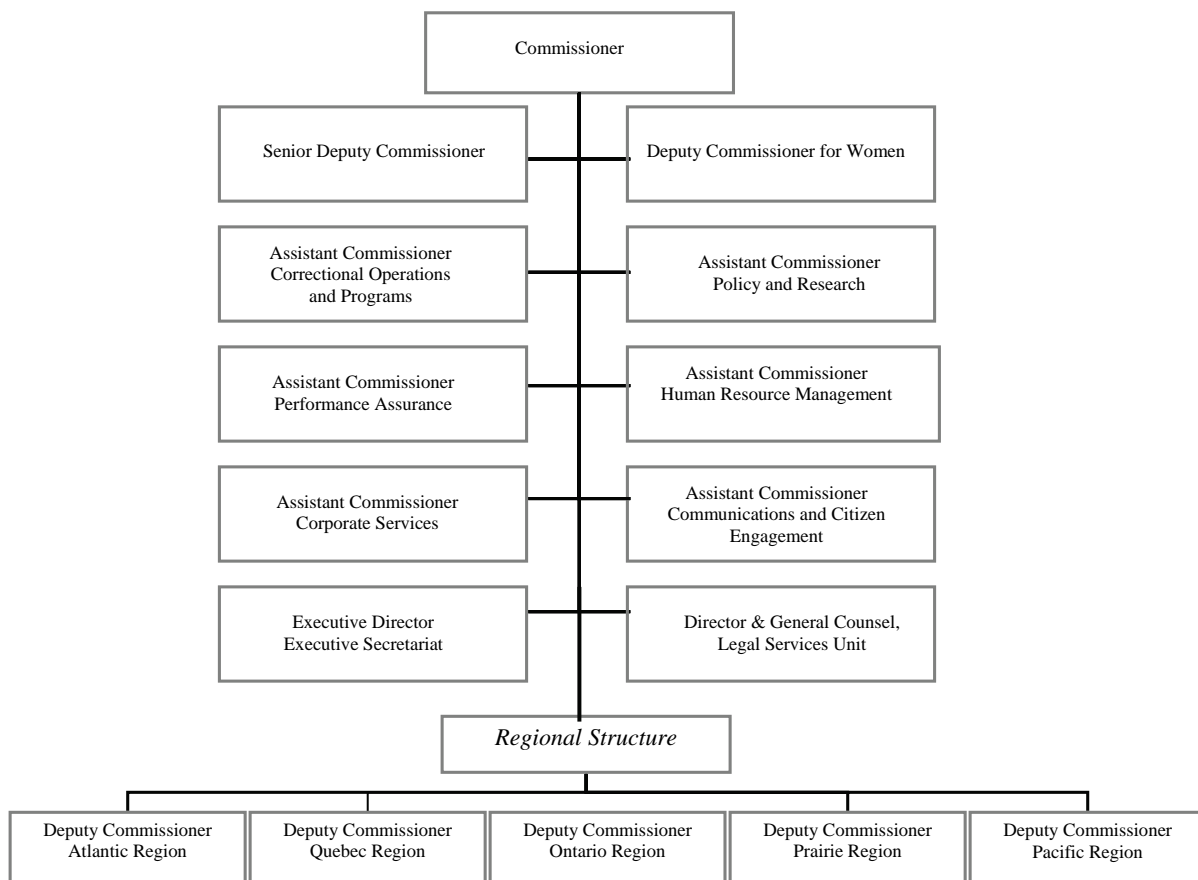 Commissioner
Senior Deputy Commissioner
Deputy Commissioner for Women
Assistant Commissioner
Correctional Operations
and Programs
Assistant Commissioner
Policy and Research
Assistant Commissioner
Performance Assurance
Assistant Commissioner
Human Resource Management
Assistant Commissioner
Corporate Services
Assistant Commissioner
Communications and Citizen
Engagement
Executive Director
Executive Secretariat
Director & General Counsel,
Legal Services Unit
Regional Structure
Deputy Commissioner
Atlantic Region
Deputy Commissioner
Quebec Region
Deputy Commissioner
Ontario Region
Deputy Commissioner
Prairie Region
Deputy Commissioner
Pacific Region